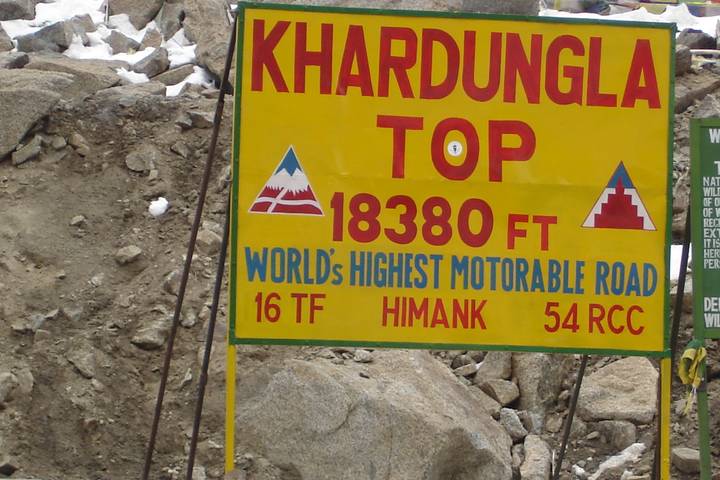 KHARDUNGLA
TOP
18380 FT
WORLD's HIGHEST MOTORABLE ROAD
16 TF HIMANK 54 RCC